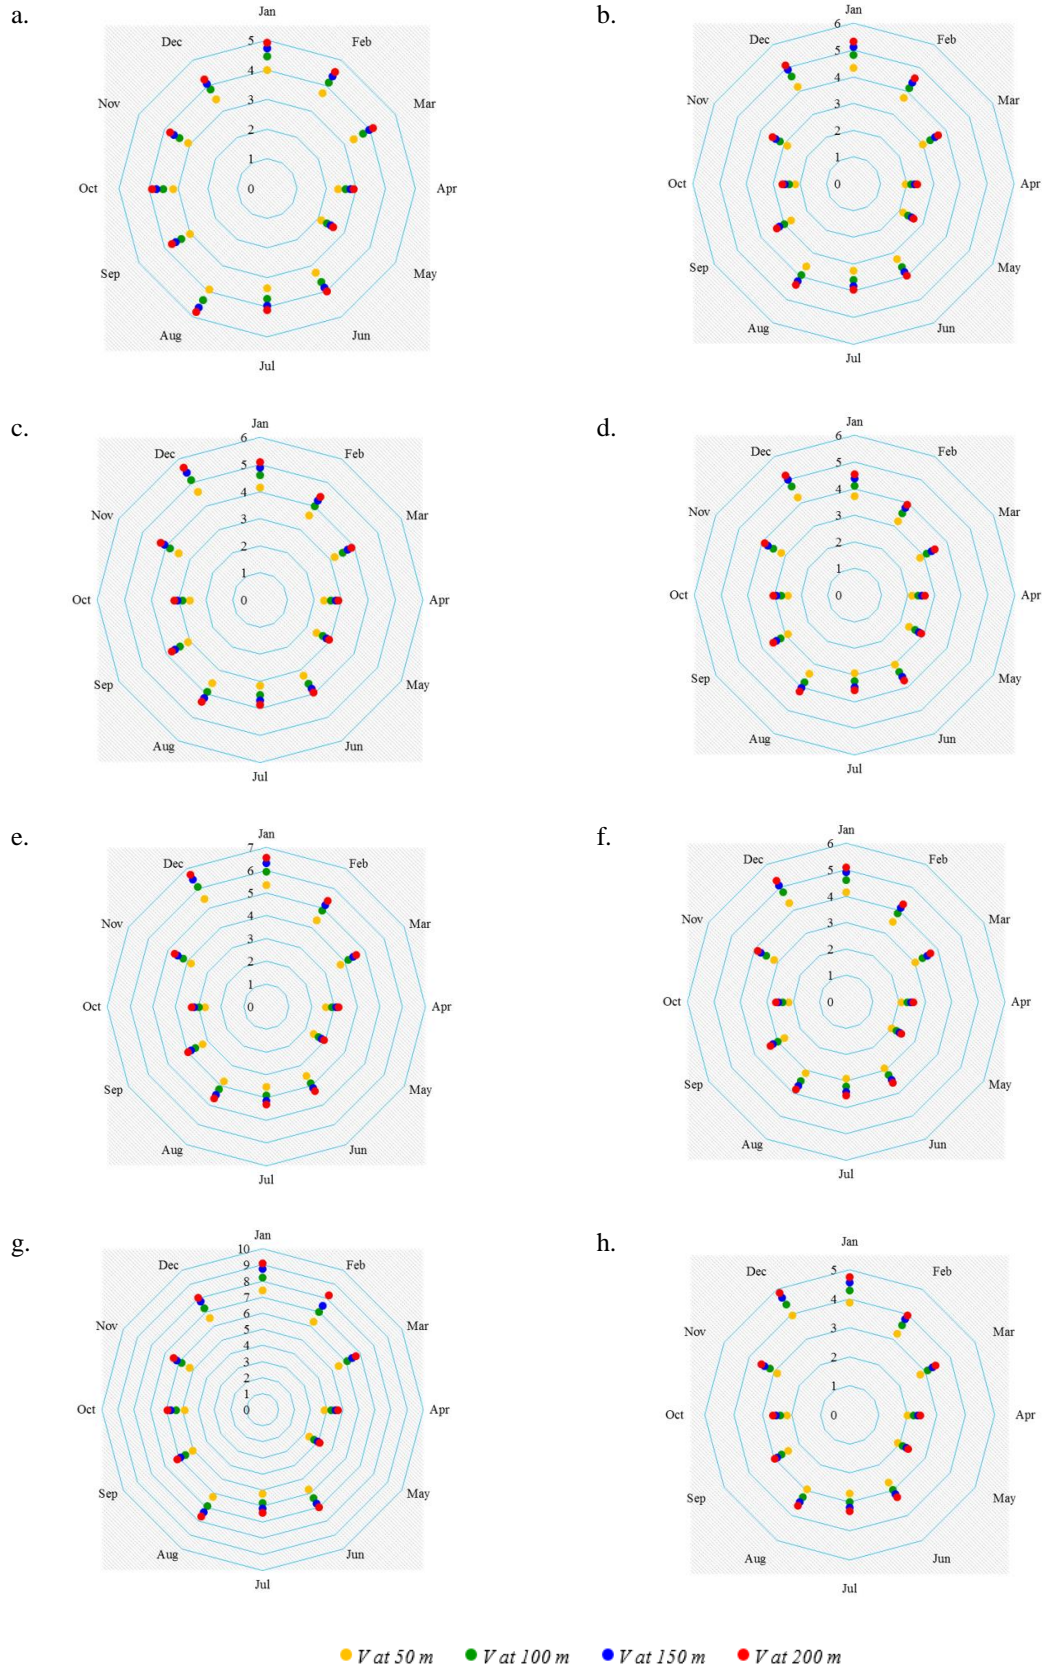 a.
Jan
Feb
Mar
Apr
May
Jun
Jul
Aug
Sep
Oct
Nov
Dec
5
4
3
2
1
0
b.
Jan
Feb
Mar
Apr
May
Jun
Jul
Aug
Sep
Oct
Nov
Dec
6
5
4
3
2
1
0
c.
Jan
Feb
Mar
Apr
May
Jun
Jul
Aug
Sep
Oct
Nov
Dec
6
5
4
3
2
1
0
d.
Jan
Feb
Mar
Apr
May
Jun
Jul
Aug
Sep
Oct
Nov
Dec
6
5
4
3
2
1
0
e.
Jan
Feb
Mar
Apr
May
Jun
Jul
Aug
Sep
Oct
Nov
Dec
7
6
5
4
3
2
1
0
f.
Jan
Feb
Mar
Apr
May
Jun
Jul
Aug
Sep
Oct
Nov
Dec
6
5
4
3
2
1
0
g.
Jan
Feb
Mar
Apr
May
Jun
Jul
Aug
Sep
Oct
Nov
Dec
10
9
8
7
6
5
4
3
2
1
0
h.
Jan
Feb
Mar
Apr
May
Jun
Jul
Aug
Sep
Oct
Nov
Dec
5
4
3
2
1
0
V at 50 m V at 100 m V at 150 m V at 200 m